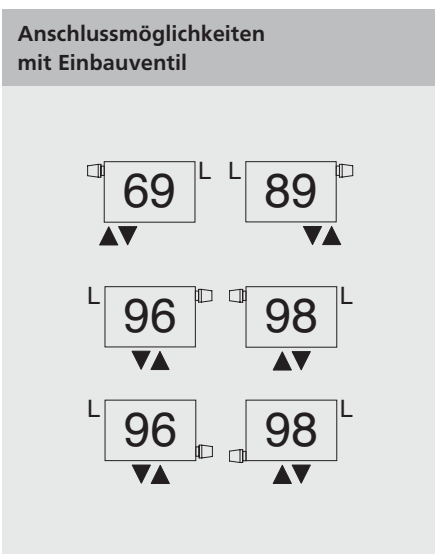 Anschlussmöglichkeiten
mit Einbauventil
69 L L 89
L 96 98 L
L 96 98 L